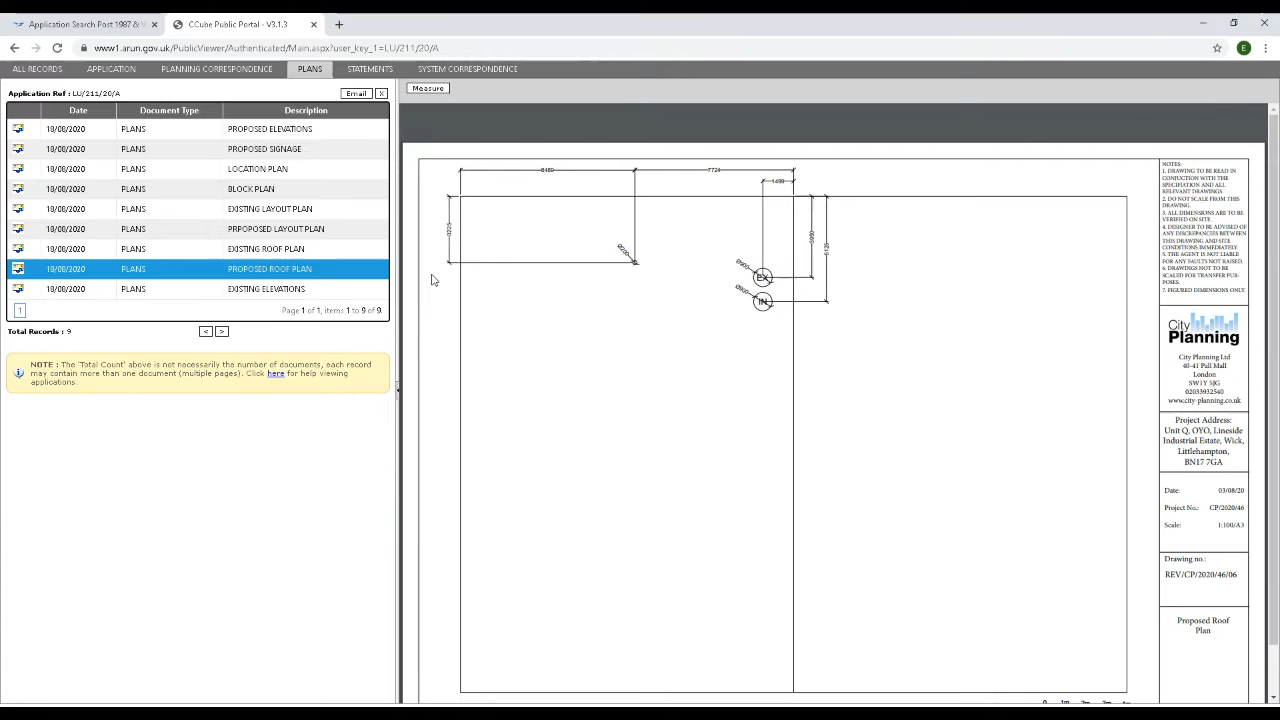 Application Search Post 1987 & V
CCube Public Portal - V3.1.3
www1.arun.gov.uk/PublicViewer/Authenticated/Main.aspx?user_key_1=LU/211/20/A
E
ALL RECORDS APPLICATION PLANNING CORRESPONDENCE PLANS STATEMENTS SYSTEM CORRESPONDENCE
Application Ref : LU/211/20/A
Email X
Measure
Date Document Type Description
18/08/2020 PLANS PROPOSED ELEVATIONS
18/08/2020 PLANS PROPOSED SIGNAGE
18/08/2020 PLANS LOCATION PLAN
18/08/2020 PLANS BLOCK PLAN
18/08/2020 PLANS EXISTING LAYOUT PLAN
18/08/2020 PLANS PRPOPOSED LAYOUT PLAN
18/08/2020 PLANS EXISTING ROOF PLAN
18/08/2020 PLANS PROPOSED ROOF PLAN
18/08/2020 PLANS EXISTING ELEVATIONS
1 Page 1 of 1, items 1 to 9 of 9.
Total Records : 9
< >
NOTE : The 'Total Count' above is not necessarily the number of documents, each record
may contain more than one document (multiple pages). Click here for help viewing
applications.
7724
1499
EX
IN
NOTES:
1. DRAWING TO BE READ IN
CONJUCTION WITH THE
SPECIFICATION AND ALL
RELEVANT DRAWINGS.
2. DO NOT SCALE FROM THIS
DRAWING.
3. ALL DIMENSIONS ARE TO BE
VERIFIED ON SITE.
4. DESIGNER TO BE ADVISED OF
ANY DISCREPANCIES BETWEEN
THIS DRAWING AND SITE
CONDITIONS IMMEDIATELY.
5. THE AGENT IS NOT LIABLE
FOR ANY FAULTS NOT RAISED.
6. DRAWINGS NOT TO BE
SCALED FOR TRANSFER PUR-
POSES.
7. FIGURED DIMENSIONS ONLY.
City
Planning
City Planning Ltd
40-41 Pall Mall
London
SW1Y 5JG
02033932540
www.city-planning.co.uk
Project Address:
Unit Q, OYO, Lineside
Industrial Estate, Wick,
Littlehampton,
BN17 7GA
Date: 03/08/20
Project No.: CP/2020/46
Scale: 1:100/A3
Drawing no.:
REV/CP/2020/46/06
Proposed Roof
Plan